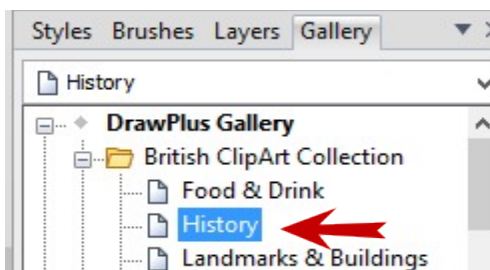 Styles Brushes Layers Gallery
History
DrawPlus Gallery
British ClipArt Collection
Food & Drink
History
Landmarks & Buildings